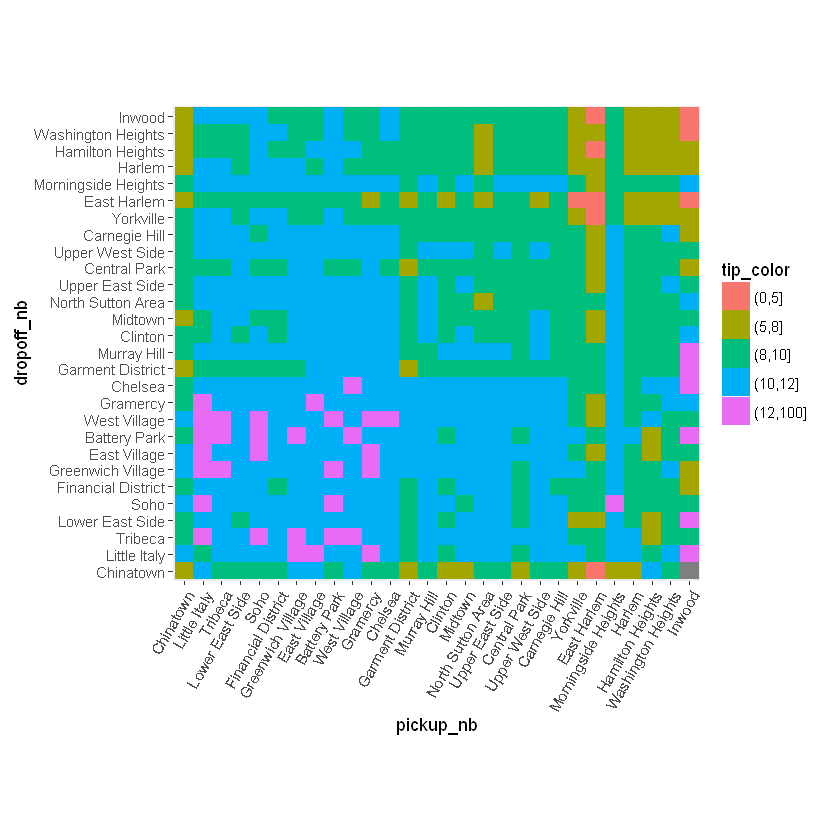 Inwood
Washington Heights
Hamilton Heights
Harlem
Morningside Heights
East Harlem
Yorkville
Carnegie Hill
Upper West Side
Central Park
Upper East Side
North Sutton Area
Midtown
Clinton
Murray Hill
Garment District
Chelsea
Gramercy
West Village
Battery Park
East Village
Greenwich Village
Financial District
Soho
Lower East Side
Tribeca
Little Italy
Chinatown
dropoff_nb
Chinatown
Little Italy
Tribeca
Lower East Side
Soho
Financial District
Greenwich Village
East Village
Battery Park
West Village
Gramercy
Chelsea
Garment District
Murray Hill
Clinton
Midtown
North Sutton Area
Upper East Side
Central Park
Upper West Side
Carnegie Hill
Yorkville
East Harlem
Morningside Heights
Harlem
Hamilton Heights
Washington Heights
Inwood
pickup_nb
tip_color
(0,5]
(5,8]
(8,10]
(10,12]
(12,100]